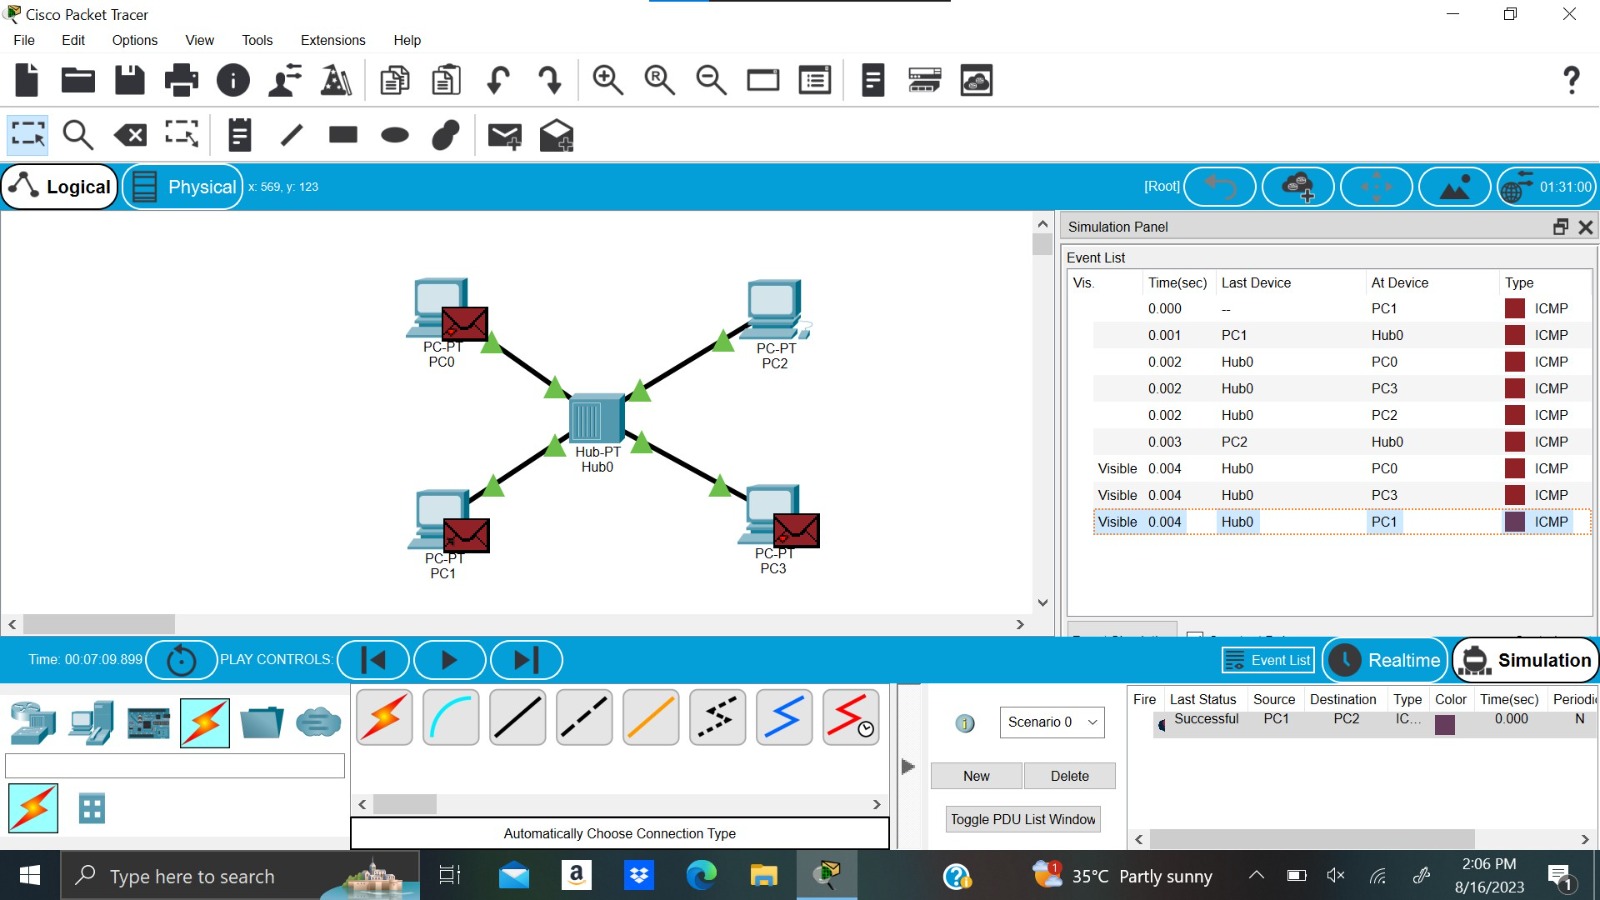 Cisco Packet Tracer
File Edit Options View Tools Extensions Help
Logical Physical x: 569, y: 123 [Root] 01:31:00
Simulation Panel
Event List
Vis. Time(sec) Last Device At Device Type
0.000 -- PC1 ICMP
0.001 PC1 Hub0 ICMP
0.002 Hub0 PC0 ICMP
0.002 Hub0 PC3 ICMP
0.002 Hub0 PC2 ICMP
0.003 PC2 Hub0 ICMP
Visible 0.004 Hub0 PC0 ICMP
Visible 0.004 Hub0 PC3 ICMP
Visible 0.004 Hub0 PC1 ICMP
PC-PT
PC0
PC-PT
PC2
Hub-PT
Hub0
PC-PT
PC1
PC-PT
PC3
Time: 00:07:09.899 PLAY CONTROLS: Event List Realtime Simulation
Scenario 0
New Delete
Toggle PDU List Window
Fire Last Status Source Destination Type Color Time(sec) Periodi
Successful PC1 PC2 IC... 0.000 N
Automatically Choose Connection Type
Type here to search
35°C Partly sunny
2:06 PM
8/16/2023
1
1